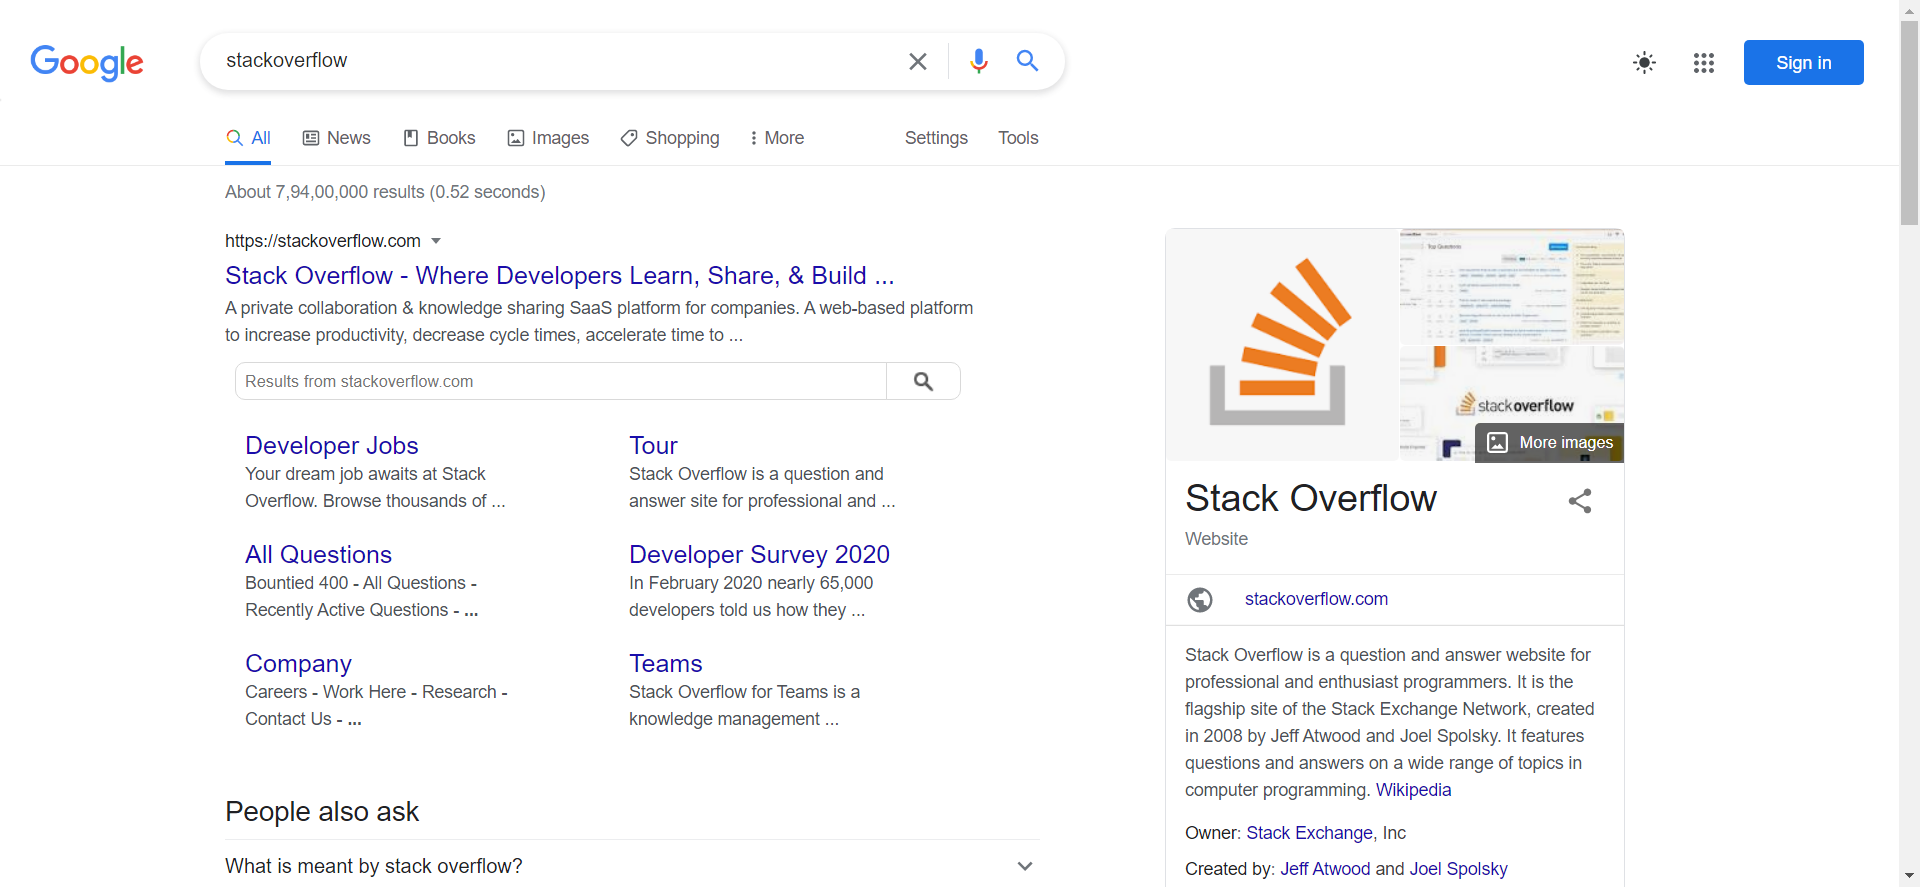 Google
stackoverflow
Sign in
All
News
Books
Images
Shopping
More
Settings
Tools
About 7,94,00,000 results (0.52 seconds)
https://stackoverflow.com
Stack Overflow - Where Developers Learn, Share, & Build ...
A private collaboration & knowledge sharing SaaS platform for companies. A web-based platform
to increase productivity, decrease cycle times, accelerate time to ...
Results from stackoverflow.com
Developer Jobs
Your dream job awaits at Stack
Overflow. Browse thousands of ...
Tour
Stack Overflow is a question and
answer site for professional and ...
All Questions
Bountied 400 - All Questions -
Recently Active Questions - ...
Developer Survey 2020
In February 2020 nearly 65,000
developers told us how they ...
Company
Careers - Work Here - Research -
Contact Us - ...
Teams
Stack Overflow for Teams is a
knowledge management ...
People also ask
What is meant by stack overflow?
Top Questions
stackoverflow
More images
Stack Overflow
Website
stackoverflow.com
Stack Overflow is a question and answer website for
professional and enthusiast programmers. It is the
flagship site of the Stack Exchange Network, created
in 2008 by Jeff Atwood and Joel Spolsky. It features
questions and answers on a wide range of topics in
computer programming. Wikipedia
Owner: Stack Exchange, Inc
Created by: Jeff Atwood and Joel Spolsky